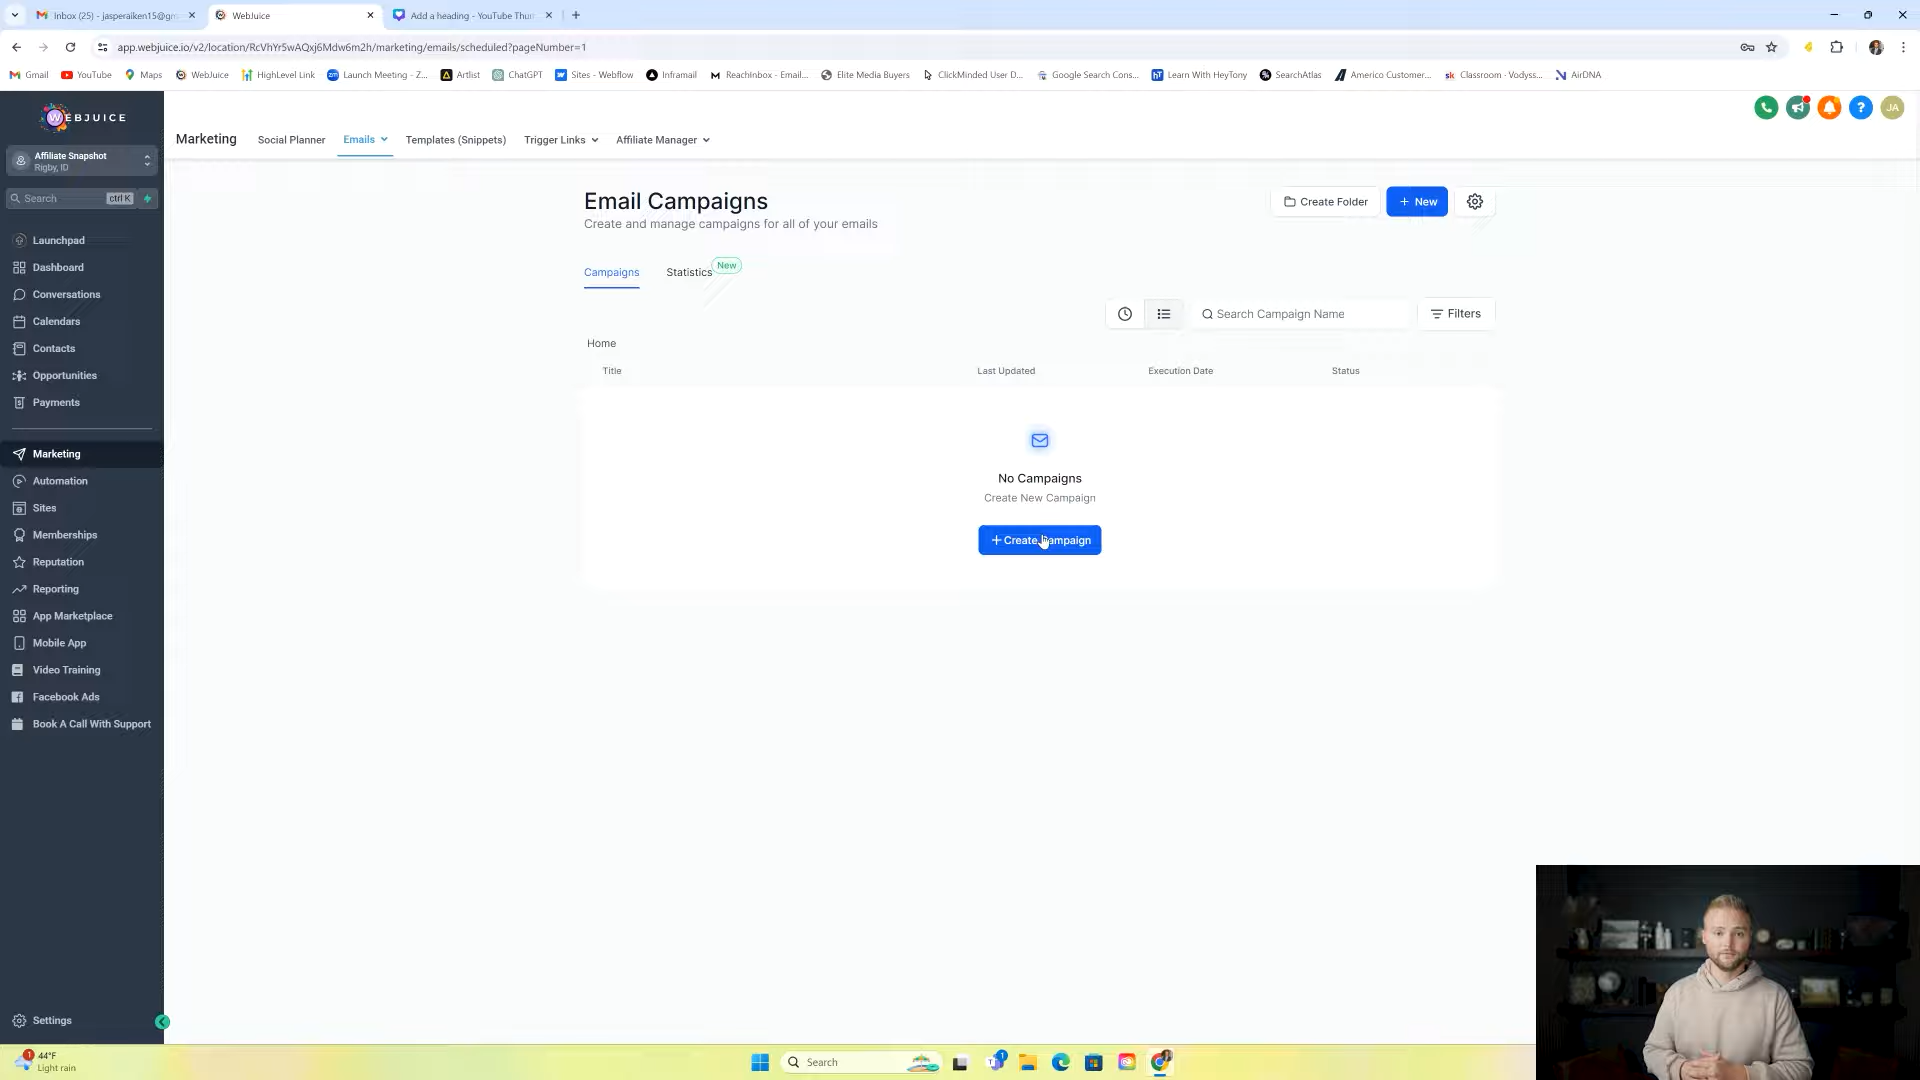 Inbox (25) - jasperaiken15@gm
WebJuice
Add a heading - YouTube Thum
app.webjuice.io/v2/location/RcVhYr5wAQxj6Mdw6m2h/marketing/emails/scheduled?pageNumber=1
Gmail YouTube Maps WebJuice HighLevel Link Launch Meeting - Z... Artlist ChatGPT Sites - Webflow Inframail ReachInbox - Email... Elite Media Buyers ClickMinded User D... Google Search Cons... Learn With HeyTony SearchAtlas Americo Customer... Classroom · Vodyss... AirDNA
WEBJUICE
Affiliate Snapshot
Rigby, ID
Search ctrl K
Launchpad
Dashboard
Conversations
Calendars
Contacts
Opportunities
Payments
Marketing
Automation
Sites
Memberships
Reputation
Reporting
App Marketplace
Mobile App
Video Training
Facebook Ads
Book A Call With Support
Settings
JA
Marketing Social Planner Emails Templates (Snippets) Trigger Links Affiliate Manager
Email Campaigns
Create and manage campaigns for all of your emails
Create Folder
+ New
Campaigns
Statistics
New
Search Campaign Name
Filters
Home
Title Last Updated Execution Date Status
No Campaigns
Create New Campaign
+ Create ampaign
1
44°F
Light rain
Search
1